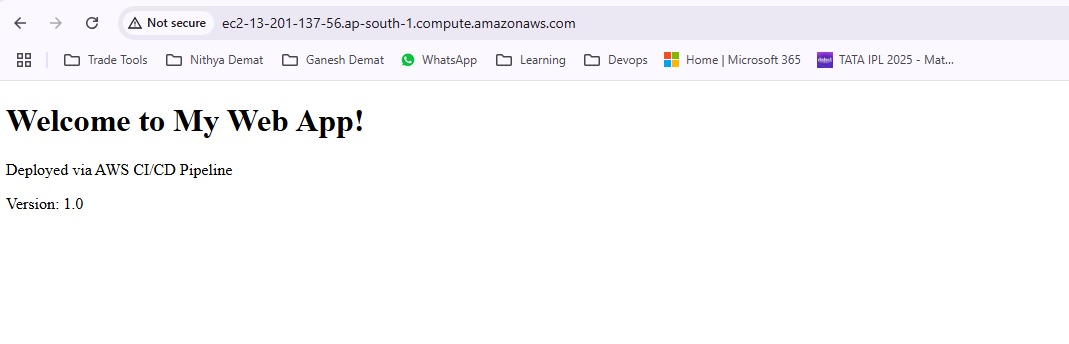 Not secure ec2-13-201-137-56.ap-south-1.compute.amazonaws.com
Trade Tools Nithya Demat Ganesh Demat WhatsApp Learning Devops Home | Microsoft 365 TATA IPL 2025 - Mat...
Welcome to My Web App!
Deployed via AWS CI/CD Pipeline
Version: 1.0